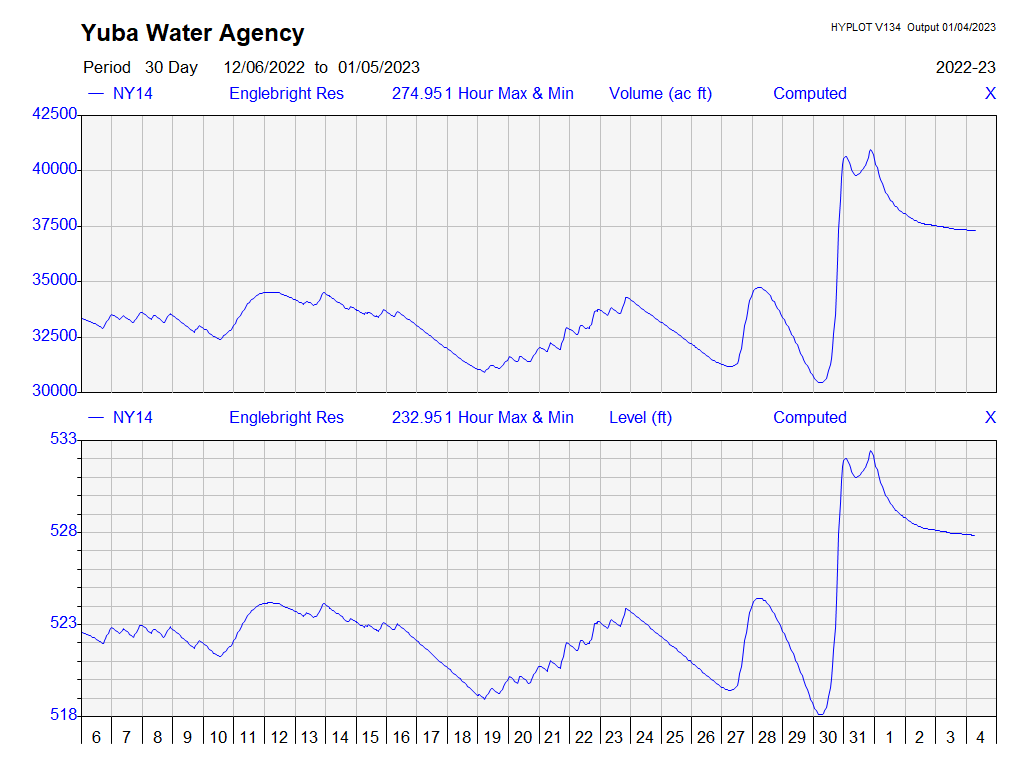 Yuba Water Agency HYPLOT V134 Output 01/04/2023
Period 30 Day 12/06/2022 to 01/05/2023 2022-23
NY14 Englebright Res 274.951 Hour Max & Min Volume (ac ft) Computed X
42500
40000
37500
35000
32500
30000
NY14 Englebright Res 232.951 Hour Max & Min Level (ft) Computed X
533
528
523
518
6 7 8 9 10 11 12 13 14 15 16 17 18 19 20 21 22 23 24 25 26 27 28 29 30 31 1 2 3 4